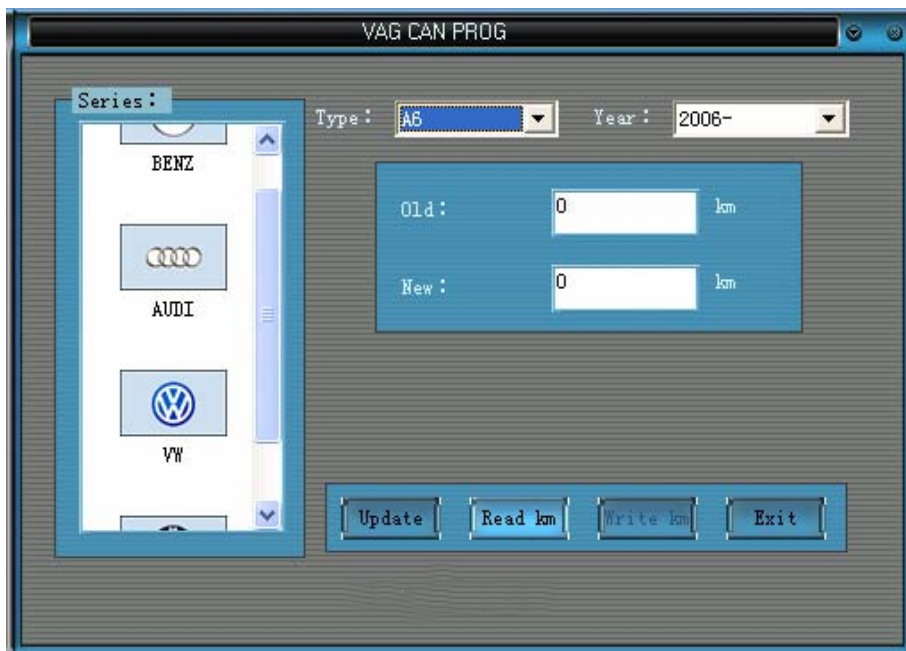 VAG CAN PROG
Series:
BENZ
AUDI
VW
Type: A6 Year: 2006-
Old: 0 km
New: 0 km
Update Read km Write km Exit